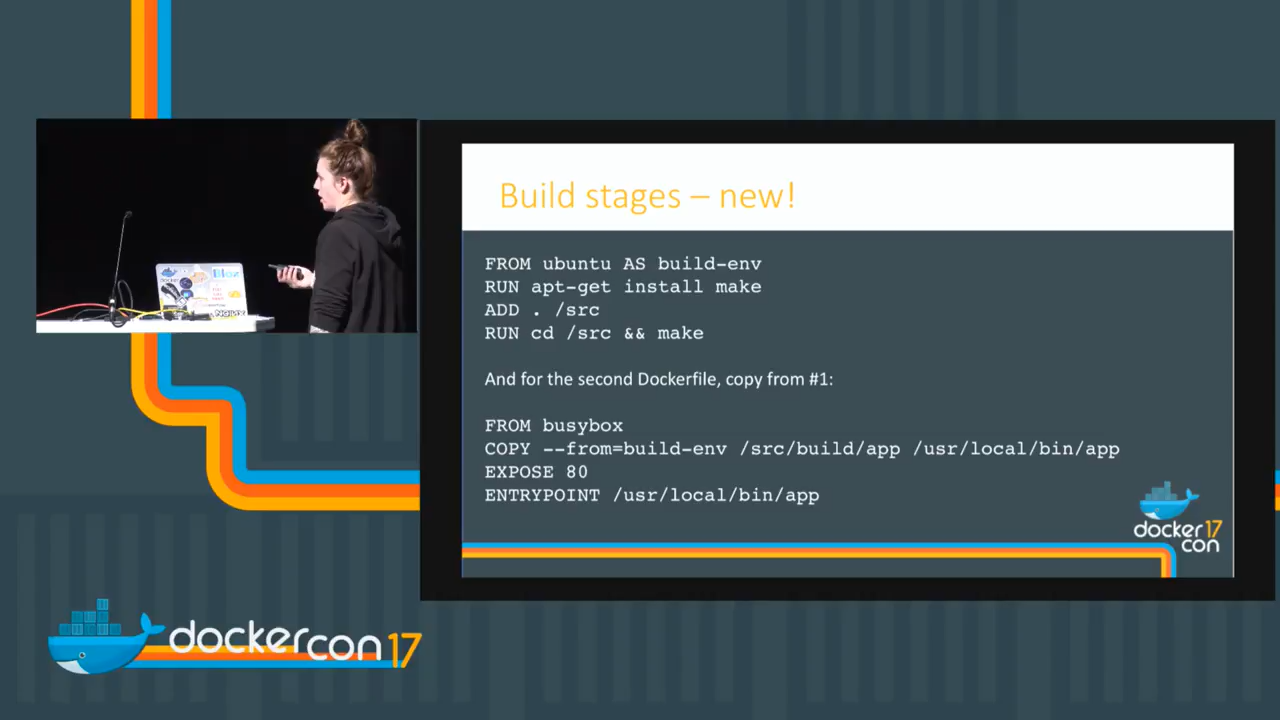 Build stages – new!
FROM ubuntu AS build-env
RUN apt-get install make
ADD . /src
RUN cd /src && make
And for the second Dockerfile, copy from #1:
FROM busybox
COPY --from=build-env /src/build/app /usr/local/bin/app
EXPOSE 80
ENTRYPOINT /usr/local/bin/app
docker 17
con
dockercon 17